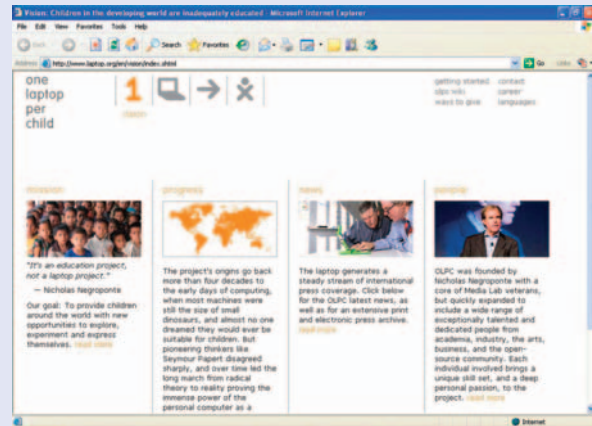 Vision: Children in the developing world are inadequately educated - Microsoft Internet Explorer
File Edit View Favorites Tools Help
Back Search Favorites
Address http://www.laptop.org/en/vision/index.shtml Go Links
one
laptop
per
child
1
vision
getting started contact
olpc wiki career
ways to give languages
mission
"It's an education project,
not a laptop project."
— Nicholas Negroponte
Our goal: To provide children
around the world with new
opportunities to explore,
experiment and express
themselves. read more
progress
The project's origins go back
more than four decades to
the early days of computing,
when most machines were
still the size of small
dinosaurs, and almost no one
dreamed they would ever be
suitable for children. But
pioneering thinkers like
Seymour Papert disagreed
sharply, and over time led the
long march from radical
theory to reality proving the
immense power of the
personal computer as a
news
The laptop generates a
steady stream of international
press coverage. Click below
for the OLPC latest news, as
well as for an extensive print
and electronic press archive.
read more
people
OLPC was founded by
Nicholas Negroponte with a
core of Media Lab veterans,
but quickly expanded to
include a wide range of
exceptionally talented and
dedicated people from
academia, industry, the arts,
business, and the open-
source community. Each
individual involved brings a
unique skill set, and a deep
personal passion, to the
project. read more
Internet